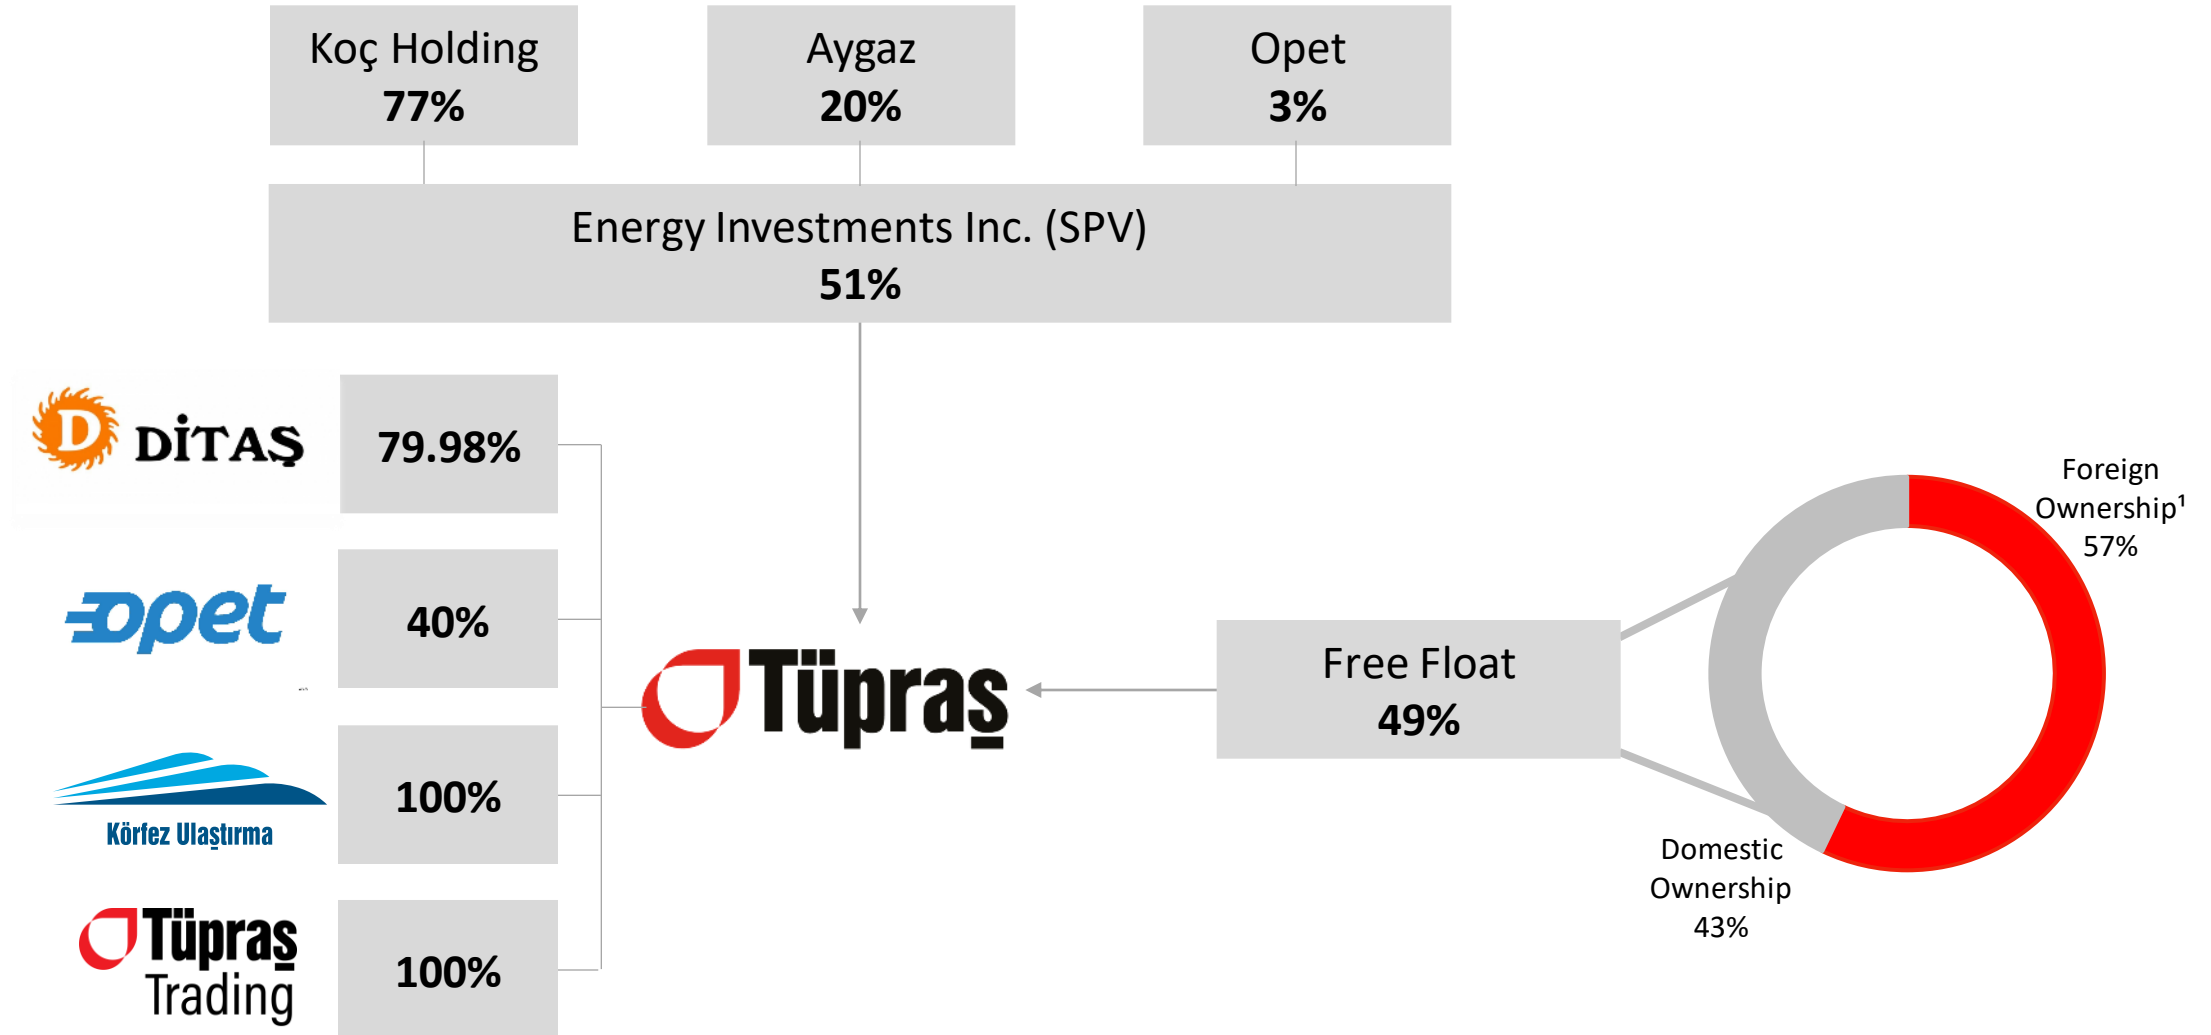 Koç Holding
77%
Aygaz
20%
Opet
3%
Energy Investments Inc. (SPV)
51%
D DİTAŞ
79.98%
opet
40%
Körfez Ulaştırma
100%
Tüpraş
Trading
100%
Tüpraş
Free Float
49%
Foreign
Ownership¹
57%
Domestic
Ownership
43%